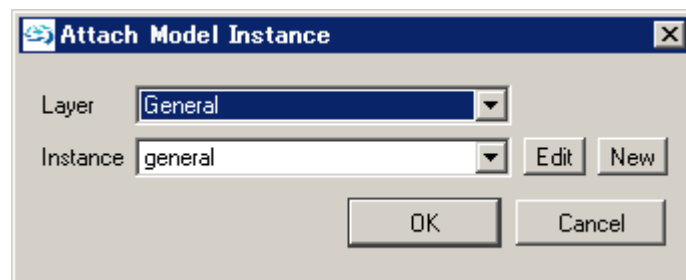 Attach Model Instance
Layer General
Instance general Edit New
OK Cancel